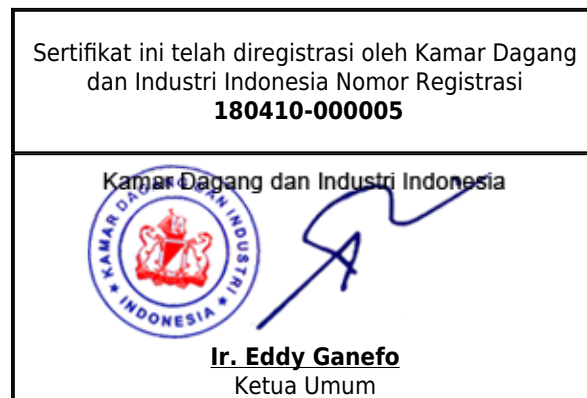 Sertifikat ini telah diregistrasi oleh Kamar Dagang
dan Industri Indonesia Nomor Registrasi
180410-000005
Kamar Dagang dan Industri Indonesia
KAMAR DAGANG DAN INDUSTRI
INDONESIA
Ir. Eddy Ganefo
Ketua Umum